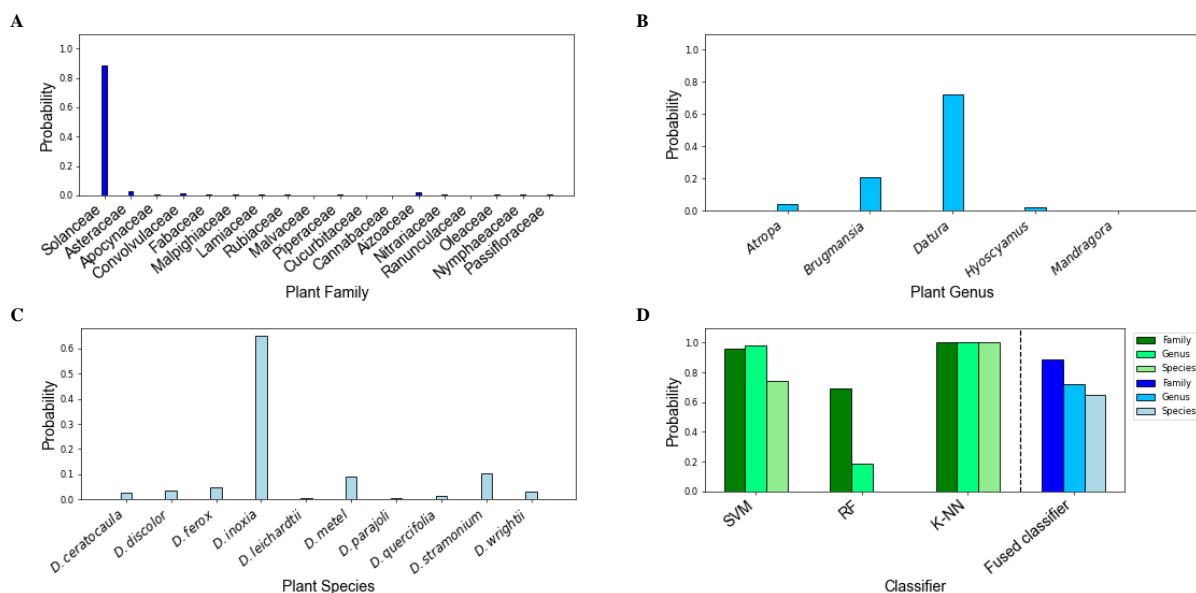 A
Probability
1.0
0.8
0.6
0.4
0.2
0.0
Solanceae
Asteraceae
Apocynaceae
Convolvulaceae
Fabaceae
Malpighiaceae
Lamiaceae
Rubiaceae
Malvaceae
Piperaceae
Cucurbitaceae
Cannabaceae
Aizoaceae
Nitrariaceae
Ranunculaceae
Oleaceae
Nymphaeaceae
Passifloraceae
Plant Family
B
Probability
1.0
0.8
0.6
0.4
0.2
0.0
Atropa
Brugmansia
Datura
Hyoscyamus
Mandragora
Plant Genus
C
Probability
0.6
0.5
0.4
0.3
0.2
0.1
0.0
D. ceratocaula
D. discolor
D. ferox
D. inoxia
D. leichardtii
D. metel
D. parajoli
D. quercifolia
D. stramonium
D. wrightii
Plant Species
D
Probability
1.0
0.8
0.6
0.4
0.2
0.0
SVM
RF
K-NN
Fused classifier
Classifier
Family
Genus
Species
Family
Genus
Species